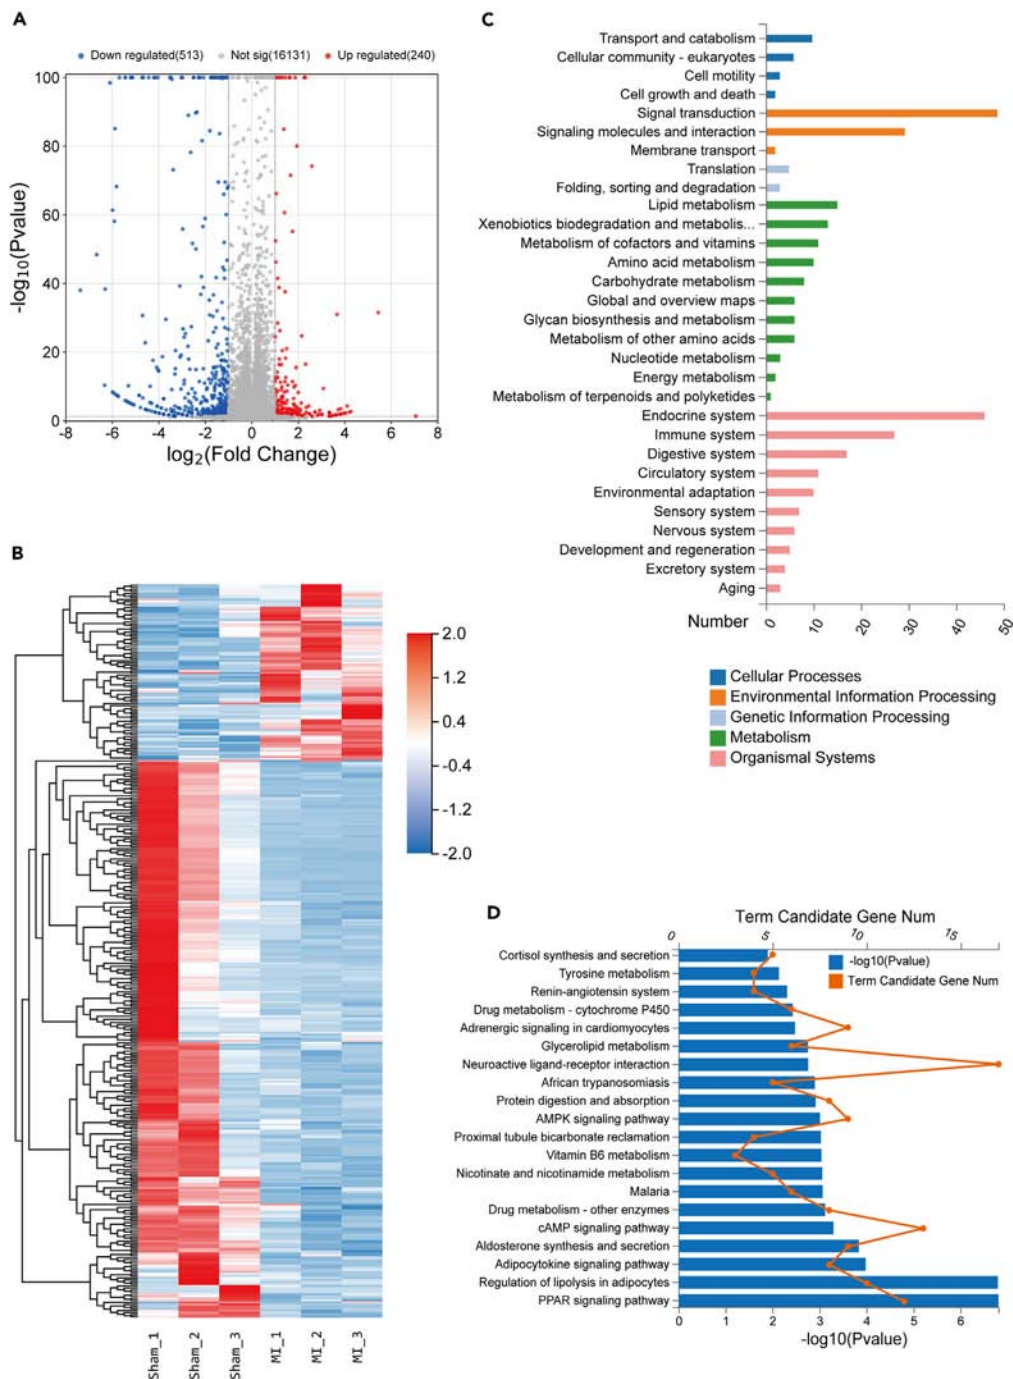 A
Down regulated(513) Not sig(16131) Up regulated(240)
100
80
60
40
20
0
-log10(Pvalue)
-8 -6 -4 -2 0 2 4 6 8
log2(Fold Change)
B
2.0
1.2
0.4
-0.4
-1.2
-2.0
Sham_1 Sham_2 Sham_3 MI_1 MI_2 MI_3
C
Transport and catabolism
Cellular community - eukaryotes
Cell motility
Cell growth and death
Signal transduction
Signaling molecules and interaction
Membrane transport
Translation
Folding, sorting and degradation
Lipid metabolism
Xenobiotics biodegradation and metabolis...
Metabolism of cofactors and vitamins
Amino acid metabolism
Carbohydrate metabolism
Global and overview maps
Glycan biosynthesis and metabolism
Metabolism of other amino acids
Nucleotide metabolism
Energy metabolism
Metabolism of terpenoids and polyketides
Endocrine system
Immune system
Digestive system
Circulatory system
Environmental adaptation
Sensory system
Nervous system
Development and regeneration
Excretory system
Aging
Number 0 10 20 30 40 50
Cellular Processes
Environmental Information Processing
Genetic Information Processing
Metabolism
Organismal Systems
D
Term Candidate Gene Num
0 5 10 15
-log10(Pvalue)
Term Candidate Gene Num
Cortisol synthesis and secretion
Tyrosine metabolism
Renin-angiotensin system
Drug metabolism - cytochrome P450
Adrenergic signaling in cardiomyocytes
Glycerolipid metabolism
Neuroactive ligand-receptor interaction
African trypanosomiasis
Protein digestion and absorption
AMPK signaling pathway
Proximal tubule bicarbonate reclamation
Vitamin B6 metabolism
Nicotinate and nicotinamide metabolism
Malaria
Drug metabolism - other enzymes
cAMP signaling pathway
Aldosterone synthesis and secretion
Adipocytokine signaling pathway
Regulation of lipolysis in adipocytes
PPAR signaling pathway
0 1 2 3 4 5 6
-log10(Pvalue)